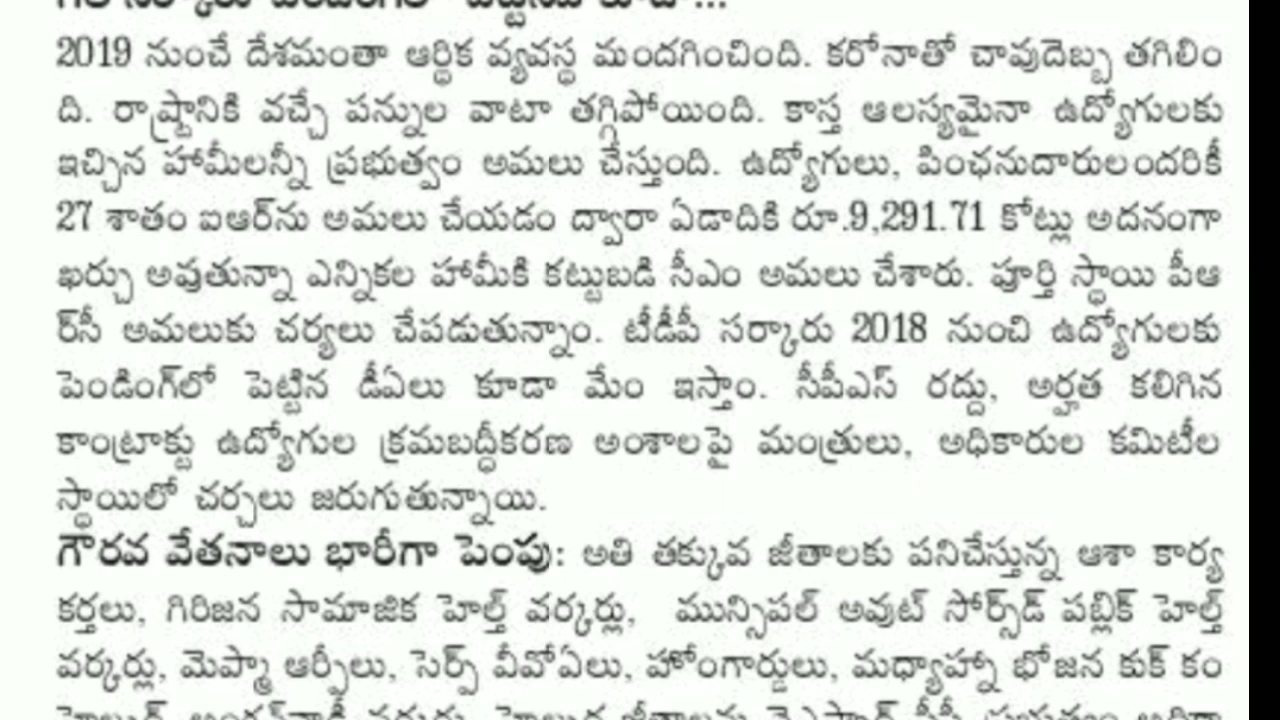 పెట్టినవి కూడా...
2019 నుంచే దేశమంతా ఆర్థిక వ్యవస్థ మందగించింది. కరోనాతో చావుదెబ్బ తగిలిం
ది. రాష్ట్రానికి వచ్చే పన్నుల వాటా తగ్గిపోయింది. కాస్త ఆలస్యమైనా ఉద్యోగులకు
ఇచ్చిన హామీలన్నీ ప్రభుత్వం అమలు చేస్తుంది. ఉద్యోగులు, పింఛనుదారులందరికీ
27 శాతం ఐఆర్‌ను అమలు చేయడం ద్వారా ఏడాదికి రూ.9,291.71 కోట్లు అదనంగా
ఖర్చు అవుతున్నా ఎన్నికల హామీకి కట్టుబడి సీఎం అమలు చేశారు. పూర్తి స్థాయి పీఆ
ర్‌సీ అమలుకు చర్యలు చేపడుతున్నాం. టీడీపీ సర్కారు 2018 నుంచి ఉద్యోగులకు
పెండింగ్‌లో పెట్టిన డీఏలు కూడా మేం ఇస్తాం. సీపీఎస్ రద్దు, అర్హత కలిగిన
కాంట్రాక్టు ఉద్యోగుల క్రమబద్ధీకరణ అంశాలపై మంత్రులు, అధికారుల కమిటీల
స్థాయిలో చర్చలు జరుగుతున్నాయి.
గౌరవ వేతనాలు భారీగా పెంపు: అతి తక్కువ జీతాలకు పనిచేస్తున్న ఆశా కార్య
కర్తలు, గిరిజన సామాజిక హెల్త్ వర్కర్లు, మున్సిపల్ అవుట్ సోర్స్‌డ్ పబ్లిక్ హెల్త్
వర్కర్లు, మెప్మా ఆర్పీలు, సెర్ప్ వీవోఏలు, హోంగార్డులు, మధ్యాహ్నా భోజన కుక్ కం